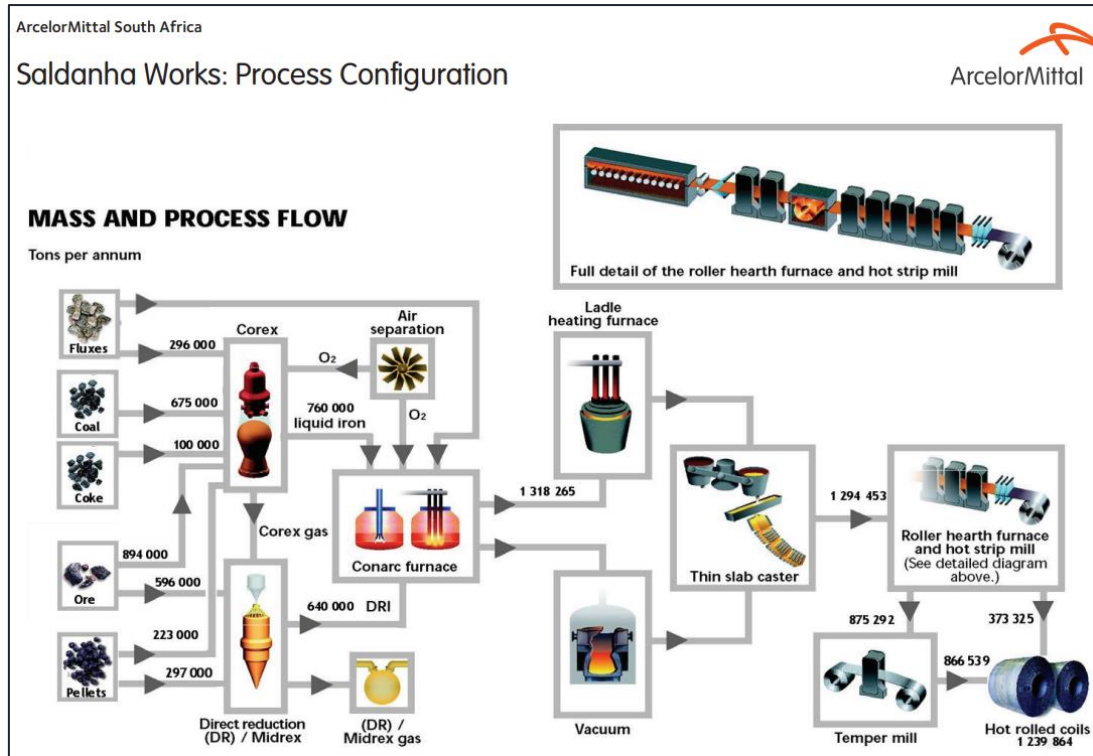 ArcelorMittal South Africa
Saldanha Works: Process Configuration
ArcelorMittal
MASS AND PROCESS FLOW
Tons per annum
Full detail of the roller hearth furnace and hot strip mill
Fluxes
296 000
Coal
675 000
Coke
100 000
Ore
894 000
596 000
Pellets
223 000
297 000
Corex
O₂
Air
separation
O₂
760 000
liquid iron
Corex gas
Direct reduction
(DR) / Midrex
640 000 DRI
(DR) /
Midrex gas
Conarc furnace
1 318 265
Ladle
heating furnace
Vacuum
Thin slab caster
1 294 453
Roller hearth furnace
and hot strip mill
(See detailed diagram
above.)
875 292
373 325
Temper mill
866 539
Hot rolled coils
1 239 864